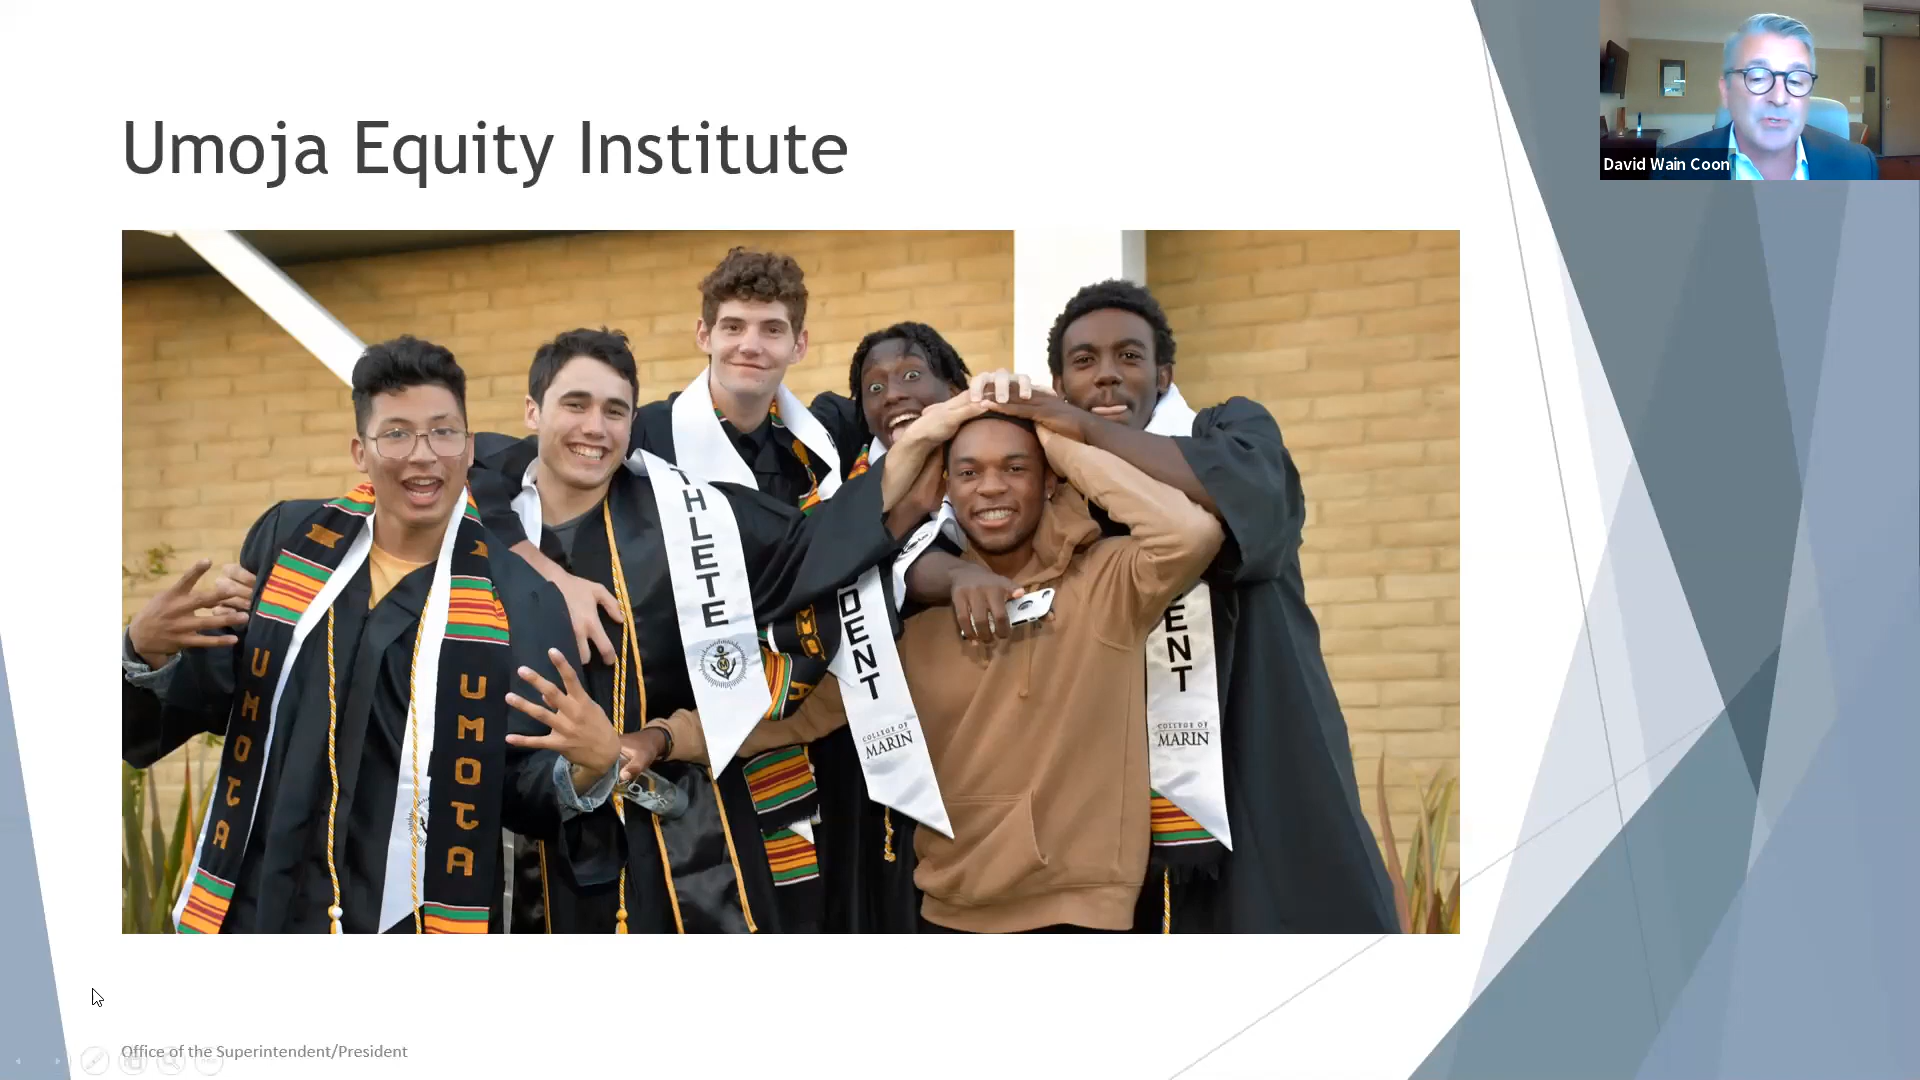 Umoja Equity Institute
David Wain Coon
THLETE
M
UMOJA
UMOJA
DENT
COLLEGE OF
MARIN
ENT
COLLEGE OF
MARIN
Office of the Superintendent/President